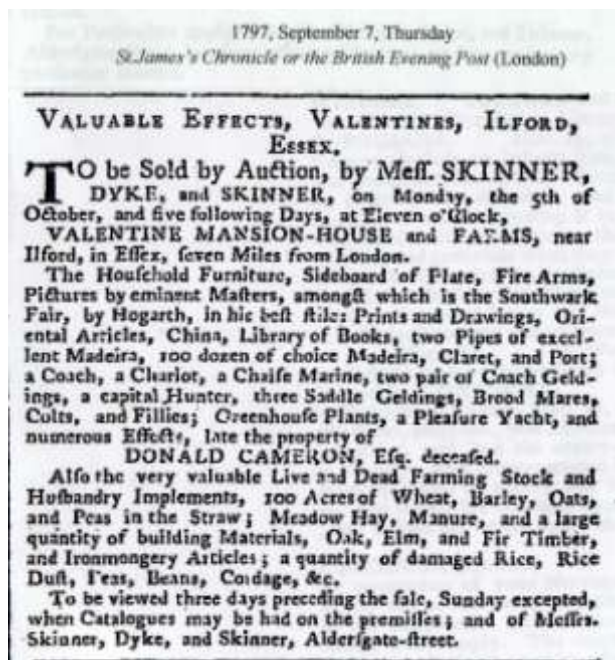 1797, September 7, Thursday
St.James's Chronicle or the British Evening Post (London)
VALUABLE EFFECTS, VALENTINES, ILFORD,
ESSEX.
TO be Sold by Auction, by Meſſ. SKINNER,
DYKE, and SKINNER, on Monday, the 5th of
October, and five following Days, at Eleven o'Clock,
VALENTINE MANSION-HOUSE and FARMS, near
Ilford, in Eſſex, ſeven Miles from London.
The Houſehold Furniture, Sideboard of Plate, Fire Arms,
Pictures by eminent Maſters, amongſt which is the Southwark
Fair, by Hogarth, in his beſt ſtile: Prints and Drawings, Ori-
ental Articles, China, Library of Books, two Pipes of excel-
lent Madeira, 100 dozen of choice Madeira, Claret, and Port;
a Coach, a Chariot, a Chaiſe Marine, two pair of Coach Geld-
ings, a capital Hunter, three Saddle Geldings, Brood Mares,
Colts, and Fillies; Greenhouſe Plants, a Pleaſure Yacht, and
numerous Effects, late the property of
DONALD CAMERON, Eſq. deceaſed.
Alſo the very valuable Live and Dead Farming Stock and
Huſbandry Implements, 100 Acres of Wheat, Barley, Oats,
and Peas in the Straw; Meadow Hay, Manure, and a large
quantity of building Materials, Oak, Elm, and Fir Timber,
and Ironmongery Articles; a quantity of damaged Rice, Rice
Duſt, Peas, Beans, Cordage, &c.
To be viewed three days preceding the ſale, Sunday excepted,
when Catalogues may be had on the premiſſes; and of Meſſes.
Skinner, Dyke, and Skinner, Alderſgate-ſtreet.